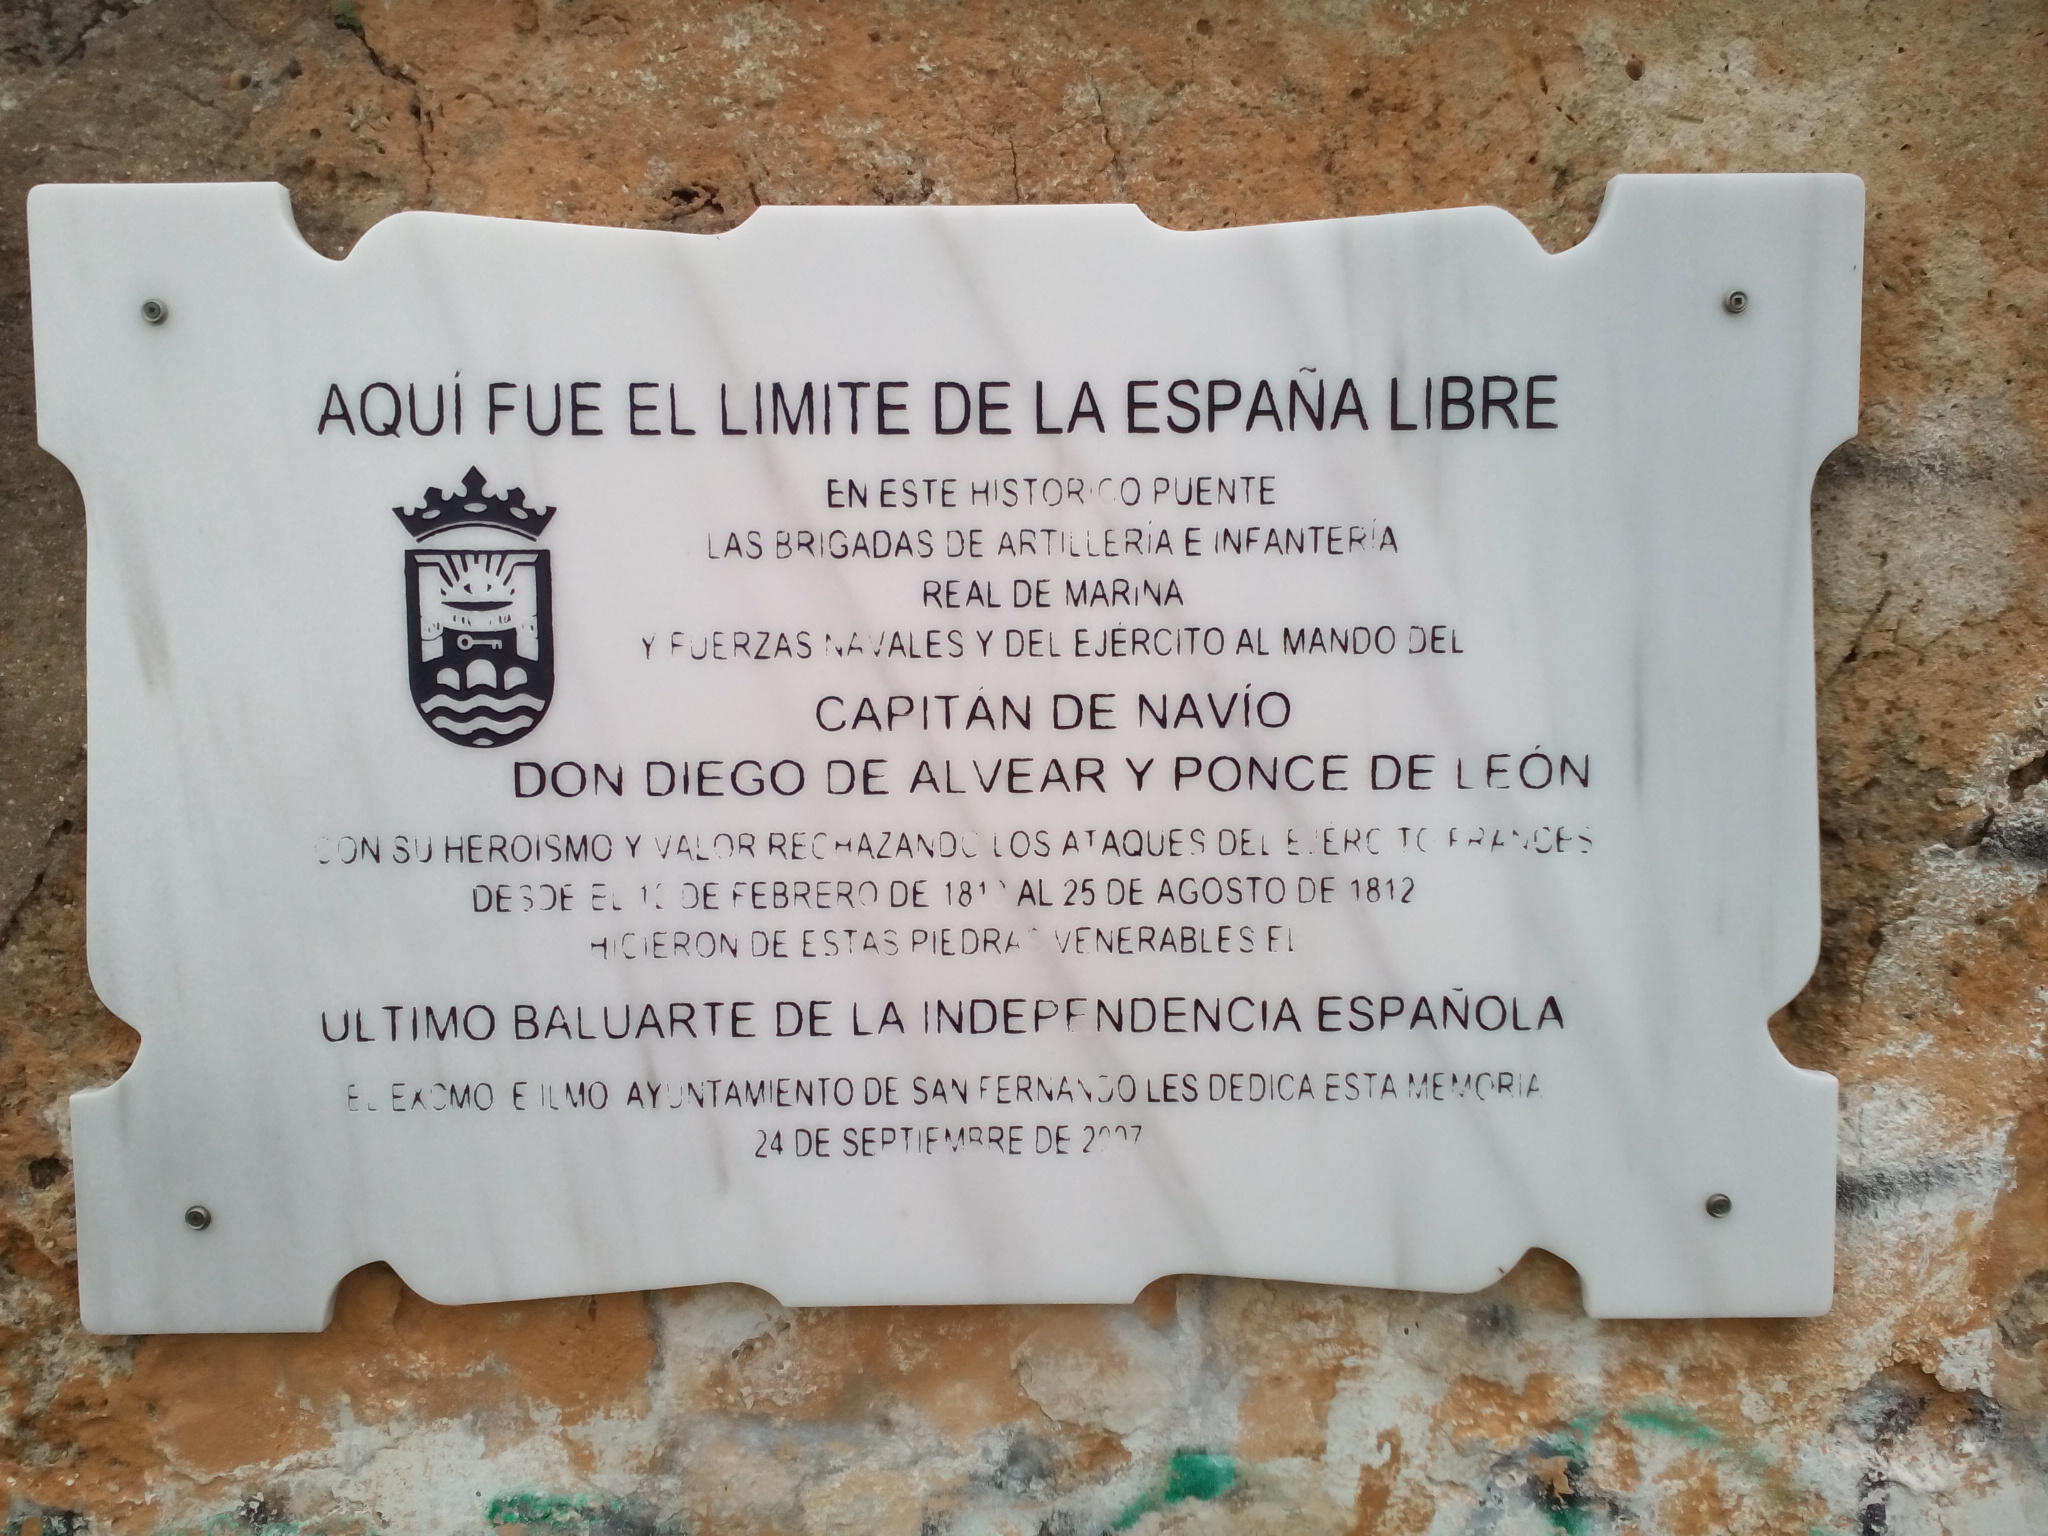 AQUÍ FUE EL LIMITE DE LA ESPAÑA LIBRE
EN ESTE HISTORICO PUENTE
LAS BRIGADAS DE ARTILLERÍA E INFANTERÍA
REAL DE MARINA
Y FUERZAS NAVALES Y DEL EJÉRCITO AL MANDO DEL
CAPITÁN DE NAVÍO
DON DIEGO DE ALVEAR Y PONCE DE LEÓN
CON SU HEROISMO Y VALOR RECHAZANDO LOS ATAQUES DEL EJÉRCITO FRANCES
DESDE EL DE FEBRERO DE AL 25 DE AGOSTO DE 1812
HICIERON DE ESTAS PIEDRAS VENERABLES EL
ULTIMO BALUARTE DE LA INDEPENDENCIA ESPAÑOLA
EL EXCMO E ILMO AYUNTAMIENTO DE SAN FERNANDO LES DEDICA ESTA MEMORIA
24 DE SEPTIEMBRE DE 2007